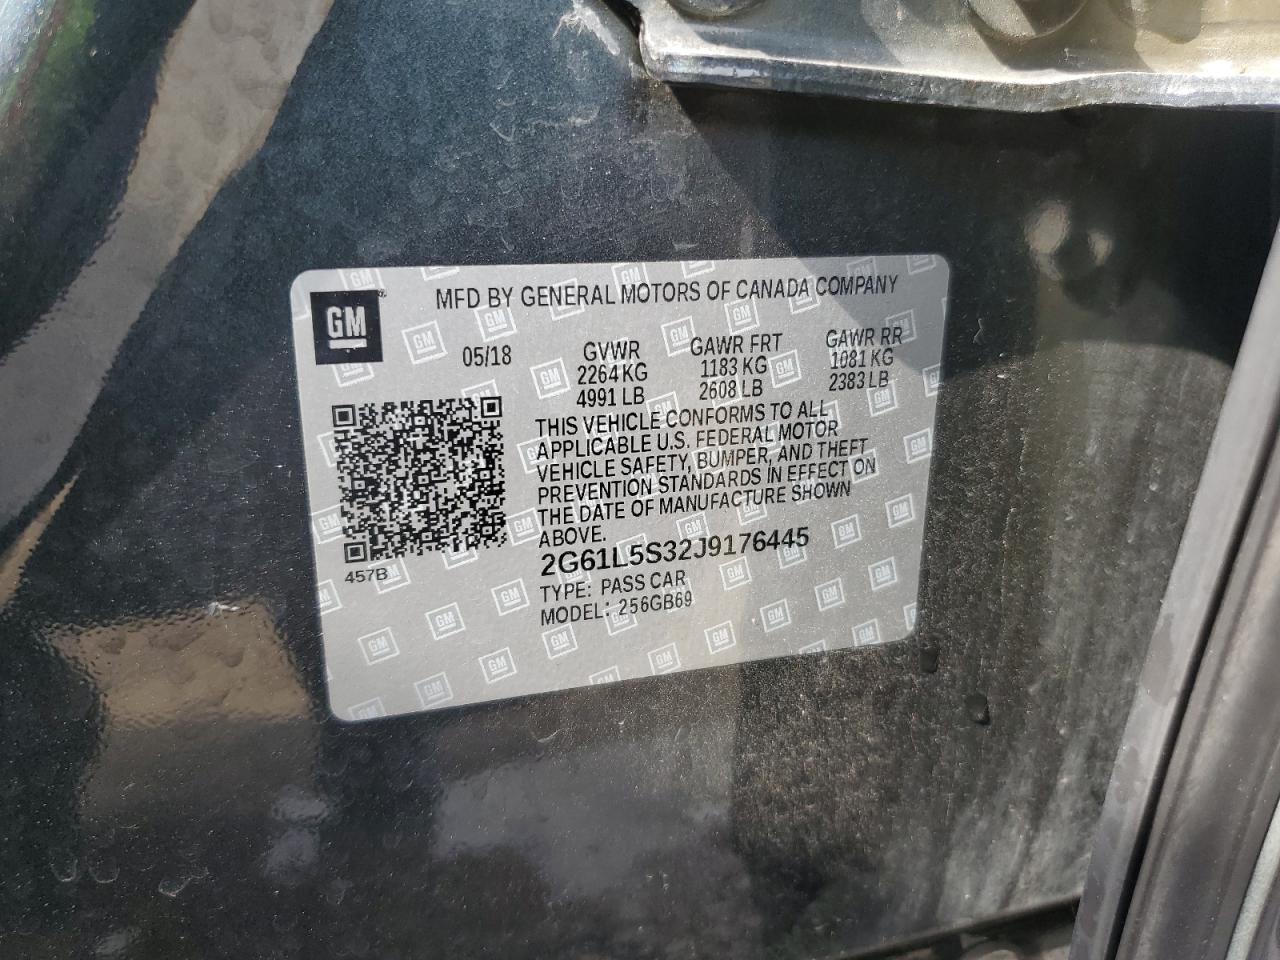 GM
MFD BY GENERAL MOTORS OF CANADA COMPANY
05/18 GVWR GAWR FRT GAWR RR
2264 KG 1183 KG 1081 KG
4991 LB 2608 LB 2383 LB
THIS VEHICLE CONFORMS TO ALL
APPLICABLE U.S. FEDERAL MOTOR
VEHICLE SAFETY, BUMPER, AND THEFT
PREVENTION STANDARDS IN EFFECT ON
THE DATE OF MANUFACTURE SHOWN
ABOVE.
457B
2G61L5S32J9176445
TYPE: PASS CAR
MODEL: 256GB69